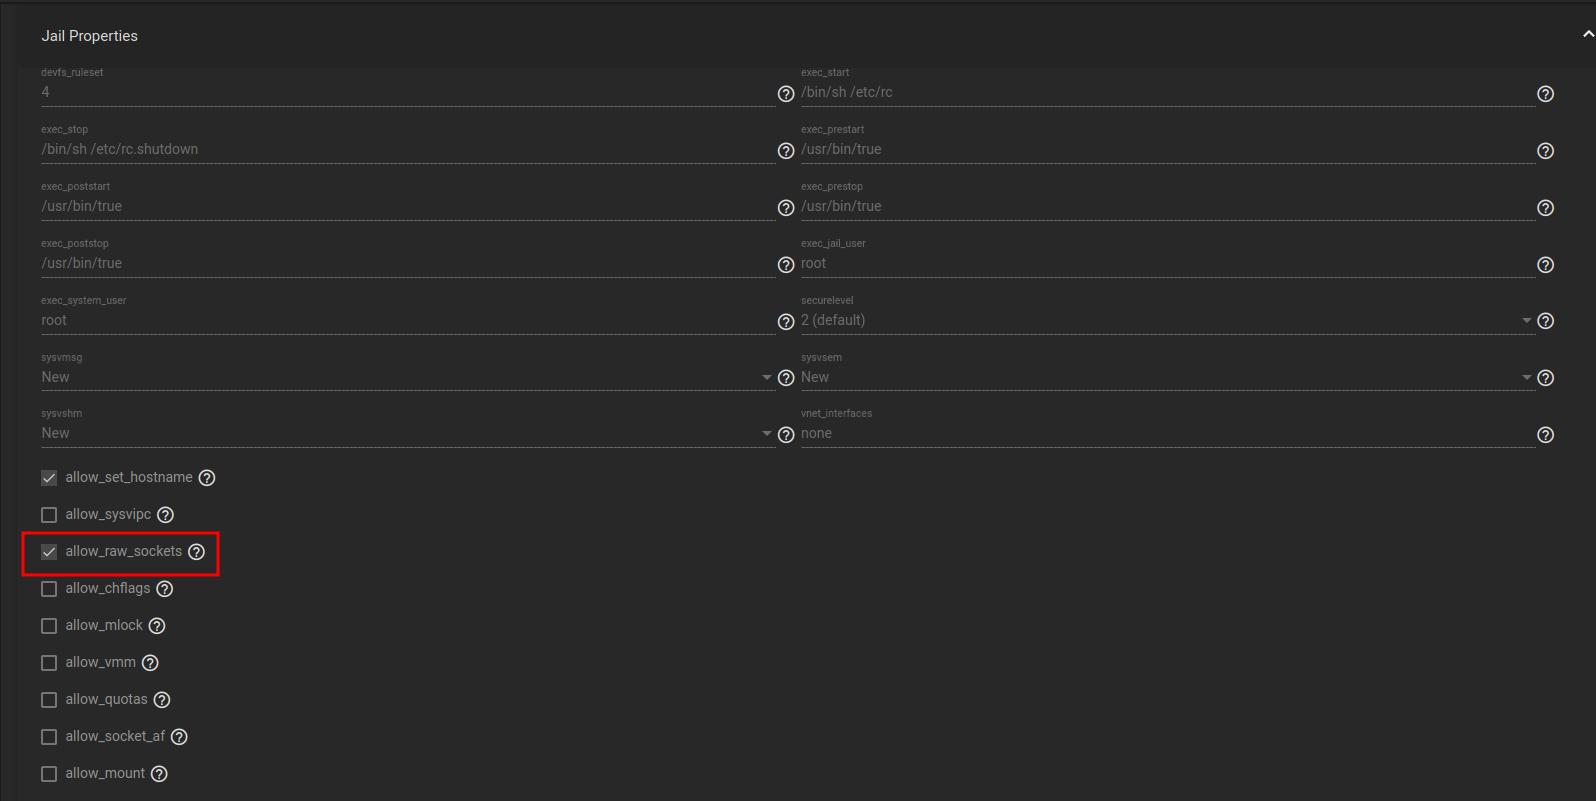 Jail Properties
devfs_ruleset
exec_start
4
/bin/sh /etc/rc
exec_stop
exec_prestart
/bin/sh /etc/rc.shutdown
/usr/bin/true
exec_poststart
exec_prestop
/usr/bin/true
/usr/bin/true
exec_poststop
exec_jail_user
/usr/bin/true
root
exec_system_user
securelevel
root
2 (default)
sysvmsg
sysvsem
New
New
sysvshm
vnet_interfaces
New
none
allow_set_hostname
allow_sysvipc
allow_raw_sockets
allow_chflags
allow_mlock
allow_vmm
allow_quotas
allow_socket_af
allow_mount